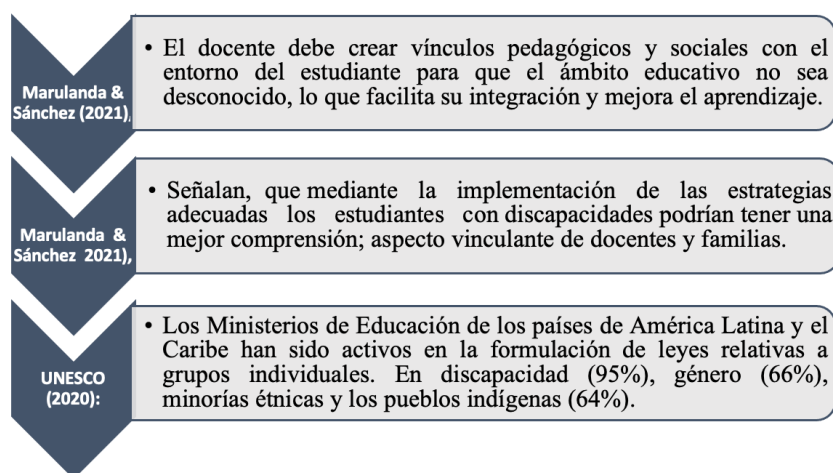 Marulanda &
Sánchez (2021),
• El docente debe crear vínculos pedagógicos y sociales con el
entorno del estudiante para que el ámbito educativo no sea
desconocido, lo que facilita su integración y mejora el aprendizaje.
Marulanda &
Sánchez 2021),
• Señalan, que mediante la implementación de las estrategias
adecuadas los estudiantes con discapacidades podrían tener una
mejor comprensión; aspecto vinculante de docentes y familias.
UNESCO
(2020):
• Los Ministerios de Educación de los países de América Latina y el
Caribe han sido activos en la formulación de leyes relativas a
grupos individuales. En discapacidad (95%), género (66%),
minorías étnicas y los pueblos indígenas (64%).